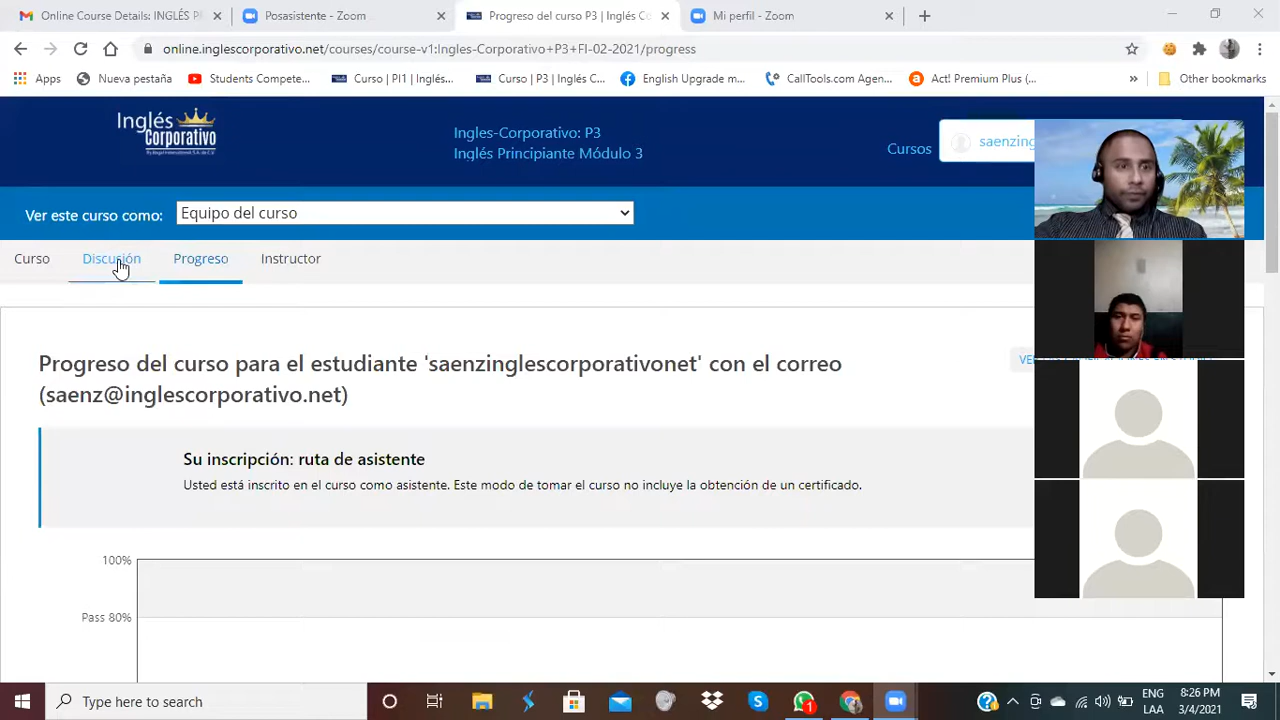 Online Course Details: INGLÉS P
Posasistente - Zoom
Progreso del curso P3 | Inglés Co
Mi perfil - Zoom
online.inglescorporativo.net/courses/course-v1:Ingles-Corporativo+P3+FI-02-2021/progress
Apps
Nueva pestaña
Students Compete...
Curso | PI1 | Inglés...
Curso | P3 | Inglés C...
English Upgrade m...
CallTools.com Agen...
Act! Premium Plus (...
Other bookmarks
Inglés
Corporativo
Ingles-Corporativo: P3
Inglés Principiante Módulo 3
Cursos
saenzing
Ver este curso como:
Equipo del curso
Curso
Discusión
Progreso
Instructor
Progreso del curso para el estudiante 'saenzinglescorporativonet' con el correo
(saenz@inglescorporativo.net)
Su inscripción: ruta de asistente
Usted está inscrito en el curso como asistente. Este modo de tomar el curso no incluye la obtención de un certificado.
100%
Pass 80%
Type here to search
1
ENG
LAA
8:26 PM
3/4/2021